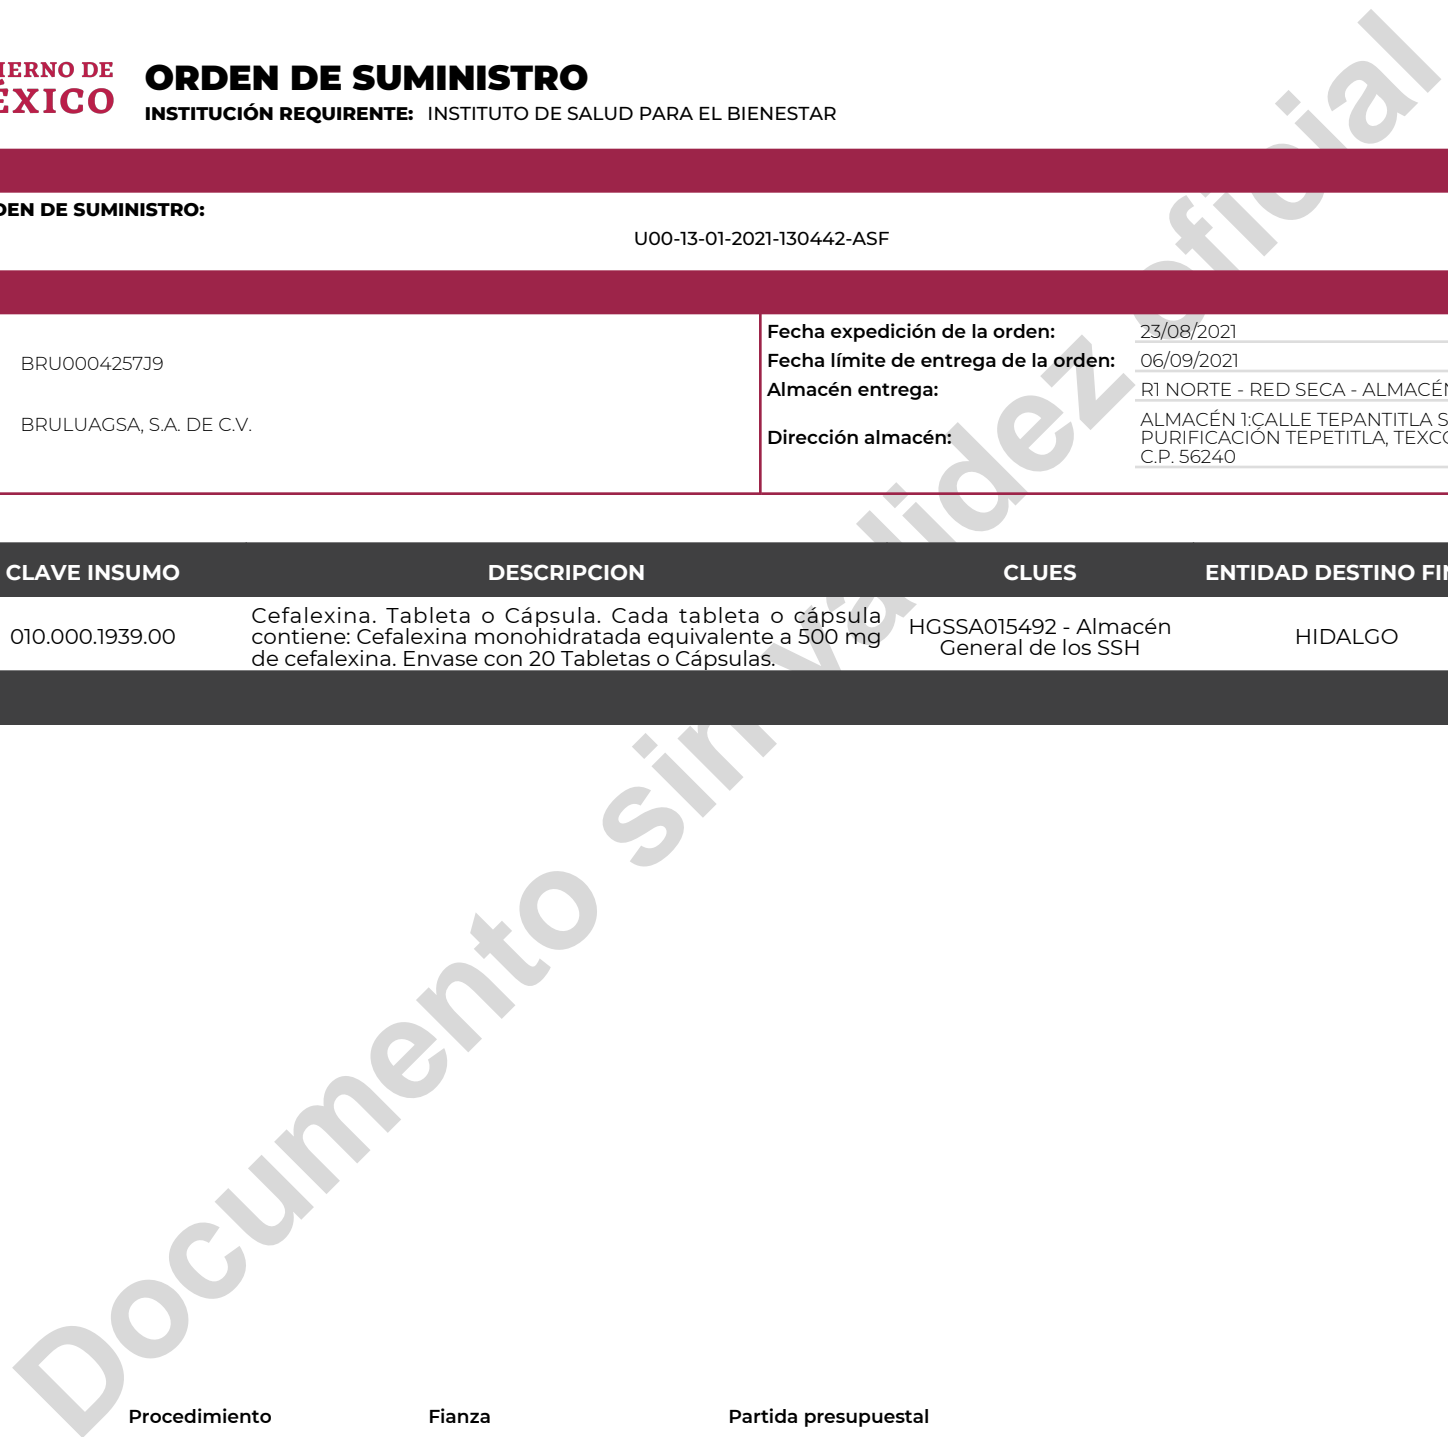 IERNO DE
ÉXICO
ORDEN DE SUMINISTRO
INSTITUCIÓN REQUIRENTE: INSTITUTO DE SALUD PARA EL BIENESTAR
DEN DE SUMINISTRO:
U00-13-01-2021-130442-ASF
BRU0004257J9
BRULUAGSA, S.A. DE C.V.
Fecha expedición de la orden: 23/08/2021
Fecha límite de entrega de la orden: 06/09/2021
Almacén entrega: R1 NORTE - RED SECA - ALMACÉN
Dirección almacén: ALMACÉN 1:CALLE TEPANTITLA S
PURIFICACIÓN TEPETITLA, TEXCO
C.P. 56240
CLAVE INSUMO DESCRIPCION CLUES ENTIDAD DESTINO FIN
010.000.1939.00
Cefalexina. Tableta o Cápsula. Cada tableta o cápsula
contiene: Cefalexina monohidratada equivalente a 500 mg
de cefalexina. Envase con 20 Tabletas o Cápsulas.
HGSSA015492 - Almacén
General de los SSH
HIDALGO
Documento sin validez oficial
Procedimiento Fianza Partida presupuestal